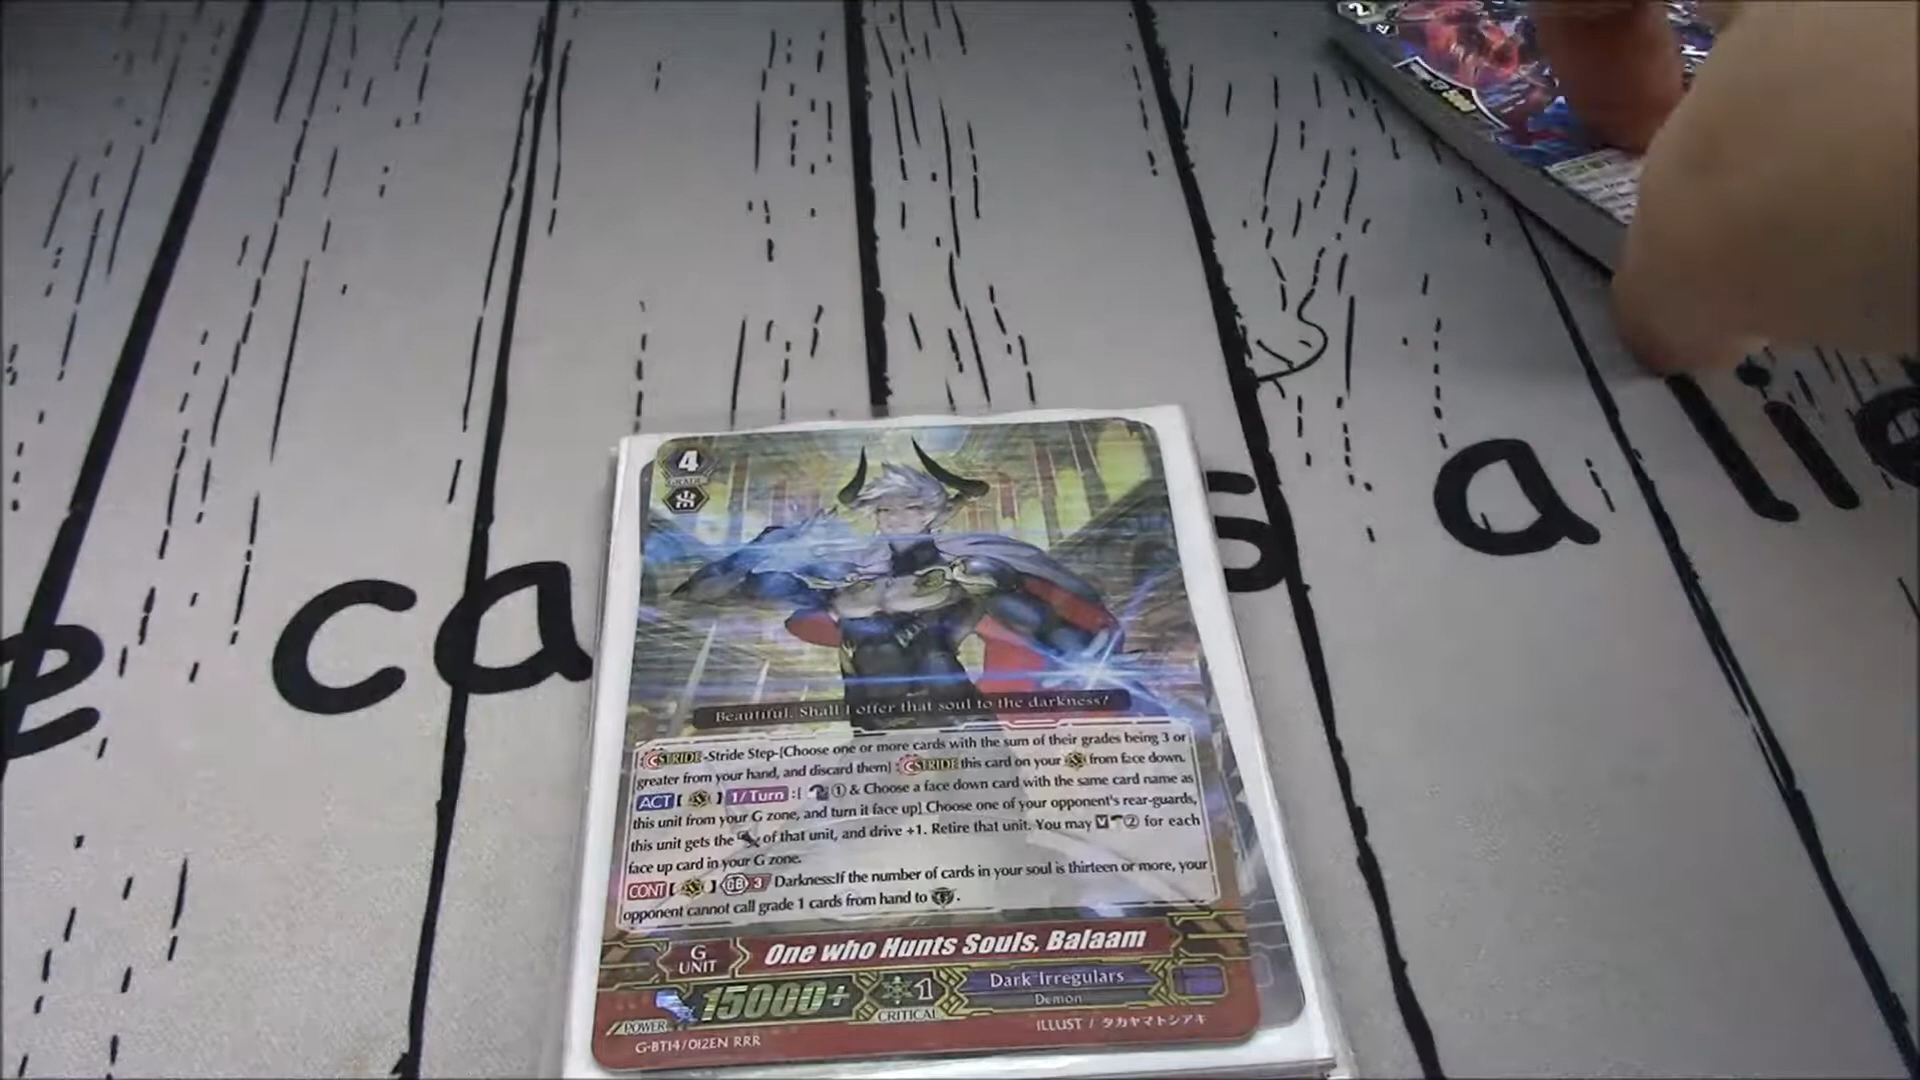 2
5000
e ca s a lie
4
GRADE
Beautiful. Shall I offer that soul to the darkness?
STRIDE-Stride Step-[Choose one or more cards with the sum of their grades being 3 or
greater from your hand, and discard them] :STRIDE this card on your from face down.
ACT [ ] 1/Turn :[ ① & Choose a face down card with the same card name as
this unit from your G zone, and turn it face up] Choose one of your opponent's rear-guards,
this unit gets the of that unit, and drive +1. Retire that unit. You may ② for each
face up card in your G zone.
CONT [ ] GB 3 Darkness:If the number of cards in your soul is thirteen or more, your
opponent cannot call grade 1 cards from hand to .
G UNIT One who Hunts Souls, Balaam
POWER 15000+ 1 CRITICAL Dark Irregulars
Demon
G-BT14/012EN RRR ILLUST / タカヤマトシアキ